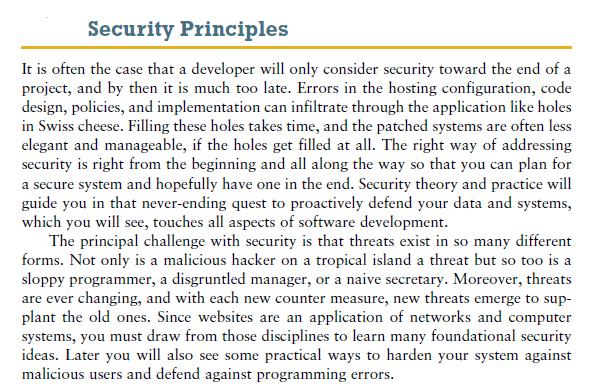 Security Principles
It is often the case that a developer will only consider security toward the end of a
project, and by then it is much too late. Errors in the hosting configuration, code
design, policies, and implementation can infiltrate through the application like holes
in Swiss cheese. Filling these holes takes time, and the patched systems are often less
elegant and manageable, if the holes get filled at all. The right way of addressing
security is right from the beginning and all along the way so that you can plan for
a secure system and hopefully have one in the end. Security theory and practice will
guide you in that never-ending quest to proactively defend your data and systems,
which you will see, touches all aspects of software development.
The principal challenge with security is that threats exist in so many different
forms. Not only is a malicious hacker on a tropical island a threat but so too is a
sloppy programmer, a disgruntled manager, or a naive secretary. Moreover, threats
are ever changing, and with each new counter measure, new threats emerge to sup-
plant the old ones. Since websites are an application of networks and computer
systems, you must draw from those disciplines to learn many foundational security
ideas. Later you will also see some practical ways to harden your system against
malicious users and defend against programming errors.